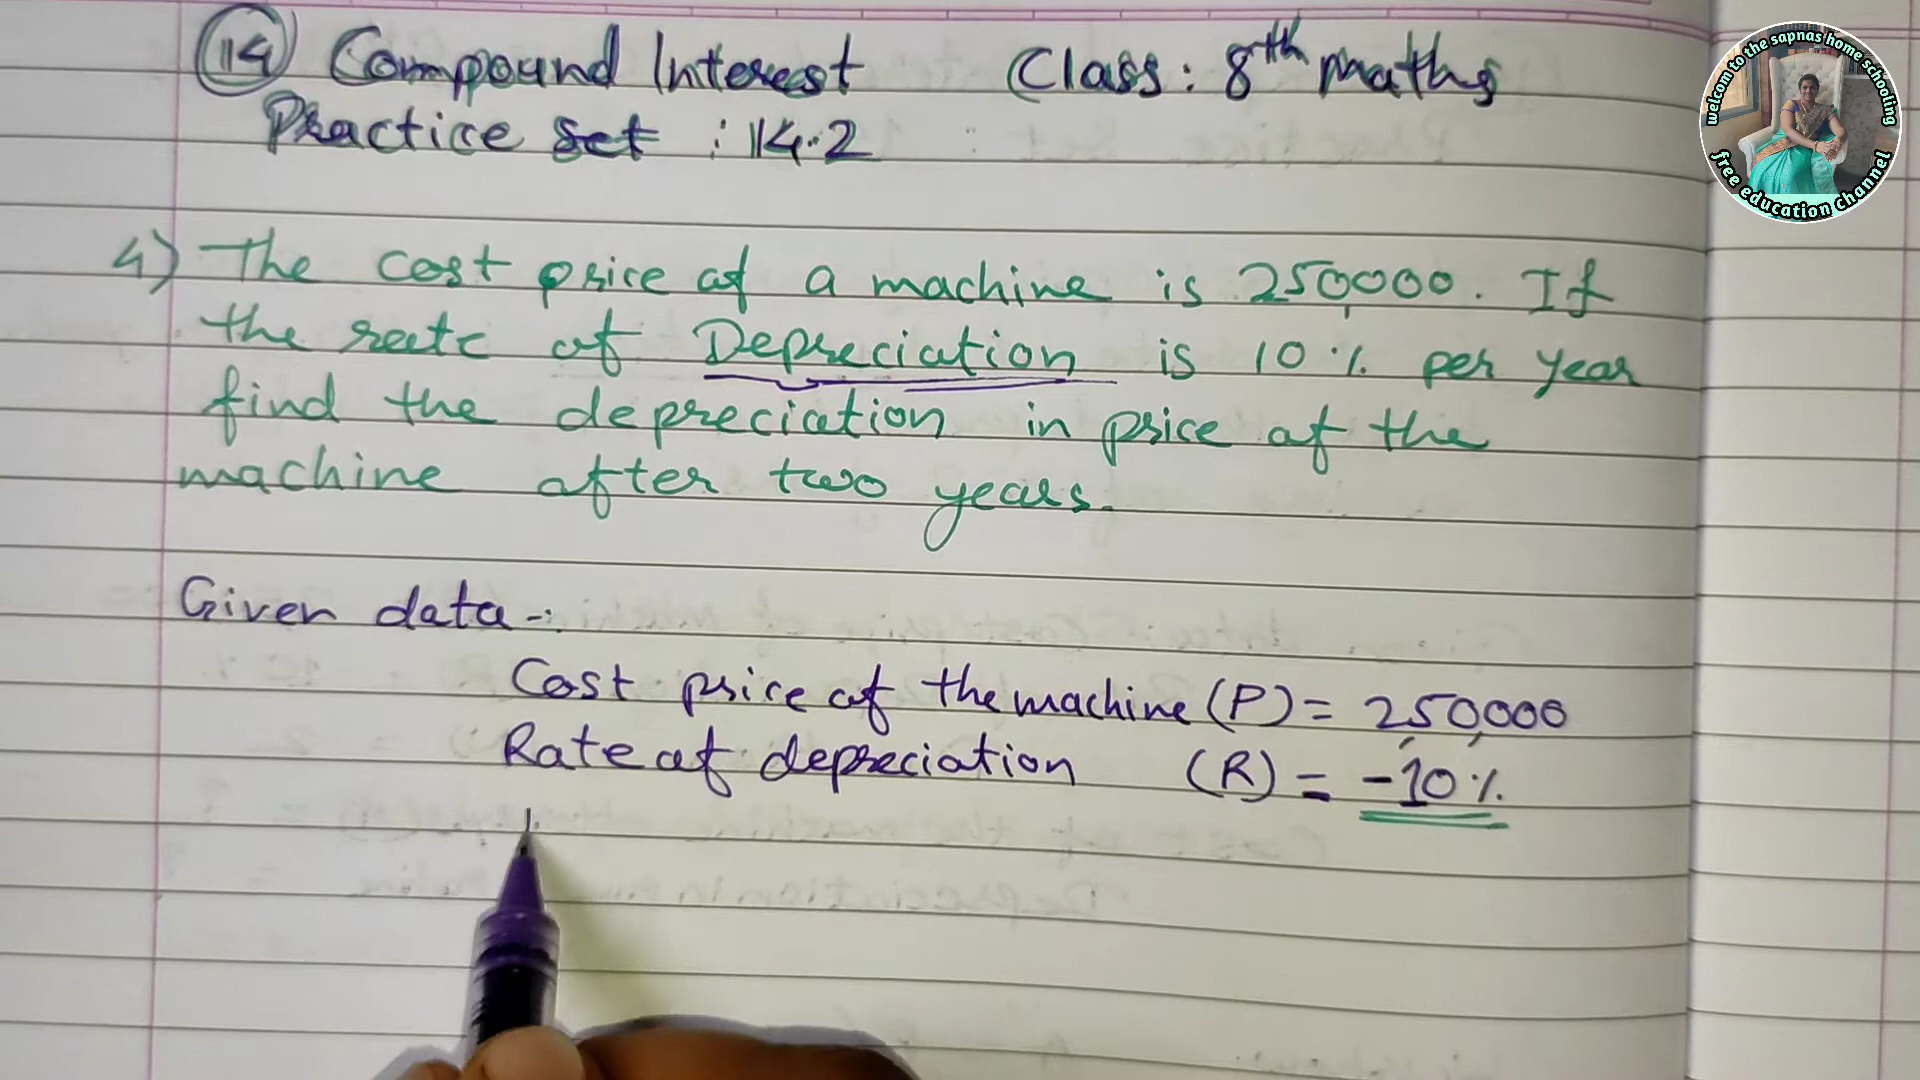 14 Compound Interest Class: 8th maths
Practice set : 14.2
4) The cost price of a machine is 250,000. If
the rate of Depreciation is 10% per year
find the depreciation in price of the
machine after two years.
Given data -:
Cost price of the machine (P) = 2,50,000
Rate of depreciation (R) = -10%
welcom to the sapnas home schooling
free education channel